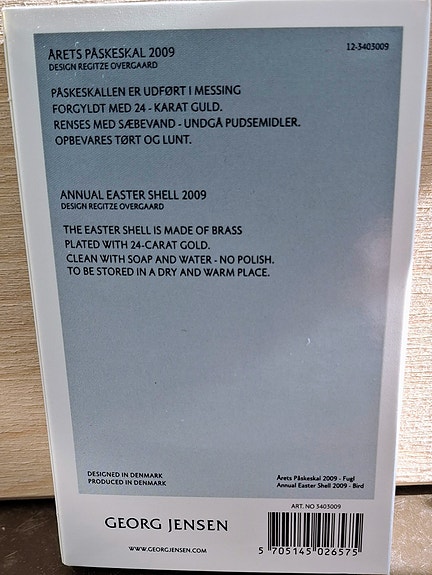 ÅRETS PÅSKESKAL 2009
12-3403009
DESIGN REGITZE OVERGAARD
PÅSKESKALLEN ER UDFØRT I MESSING
FORGYLDT MED 24 - KARAT GULD.
RENSES MED SÆBEVAND - UNDGÅ PUDSEMIDLER.
OPBEVARES TØRT OG LUNT.
ANNUAL EASTER SHELL 2009
DESIGN REGITZE OVERGAARD
THE EASTER SHELL IS MADE OF BRASS
PLATED WITH 24-CARAT GOLD.
CLEAN WITH SOAP AND WATER - NO POLISH.
TO BE STORED IN A DRY AND WARM PLACE.
DESIGNED IN DENMARK
PRODUCED IN DENMARK
Årets Påskeskal 2009 - Fugl
Annual Easter Shell 2009 - Bird
ART. NO 3403009
GEORG JENSEN
WWW.GEORGJENSEN.COM
5 705145 026575